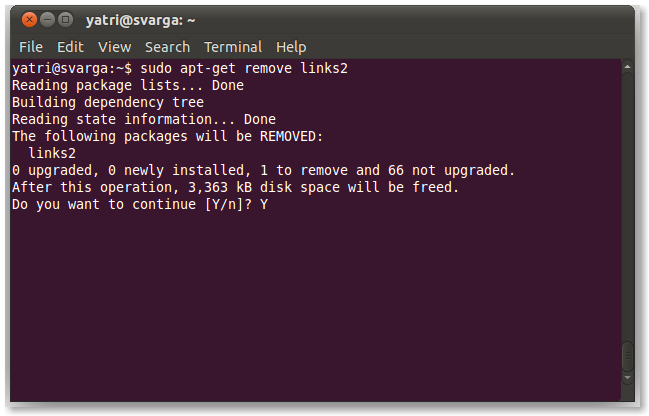 yatri@svarga: ~
File Edit View Search Terminal Help
yatri@svarga:~$ sudo apt-get remove links2
Reading package lists... Done
Building dependency tree
Reading state information... Done
The following packages will be REMOVED:
  links2
0 upgraded, 0 newly installed, 1 to remove and 66 not upgraded.
After this operation, 3,363 kB disk space will be freed.
Do you want to continue [Y/n]? Y